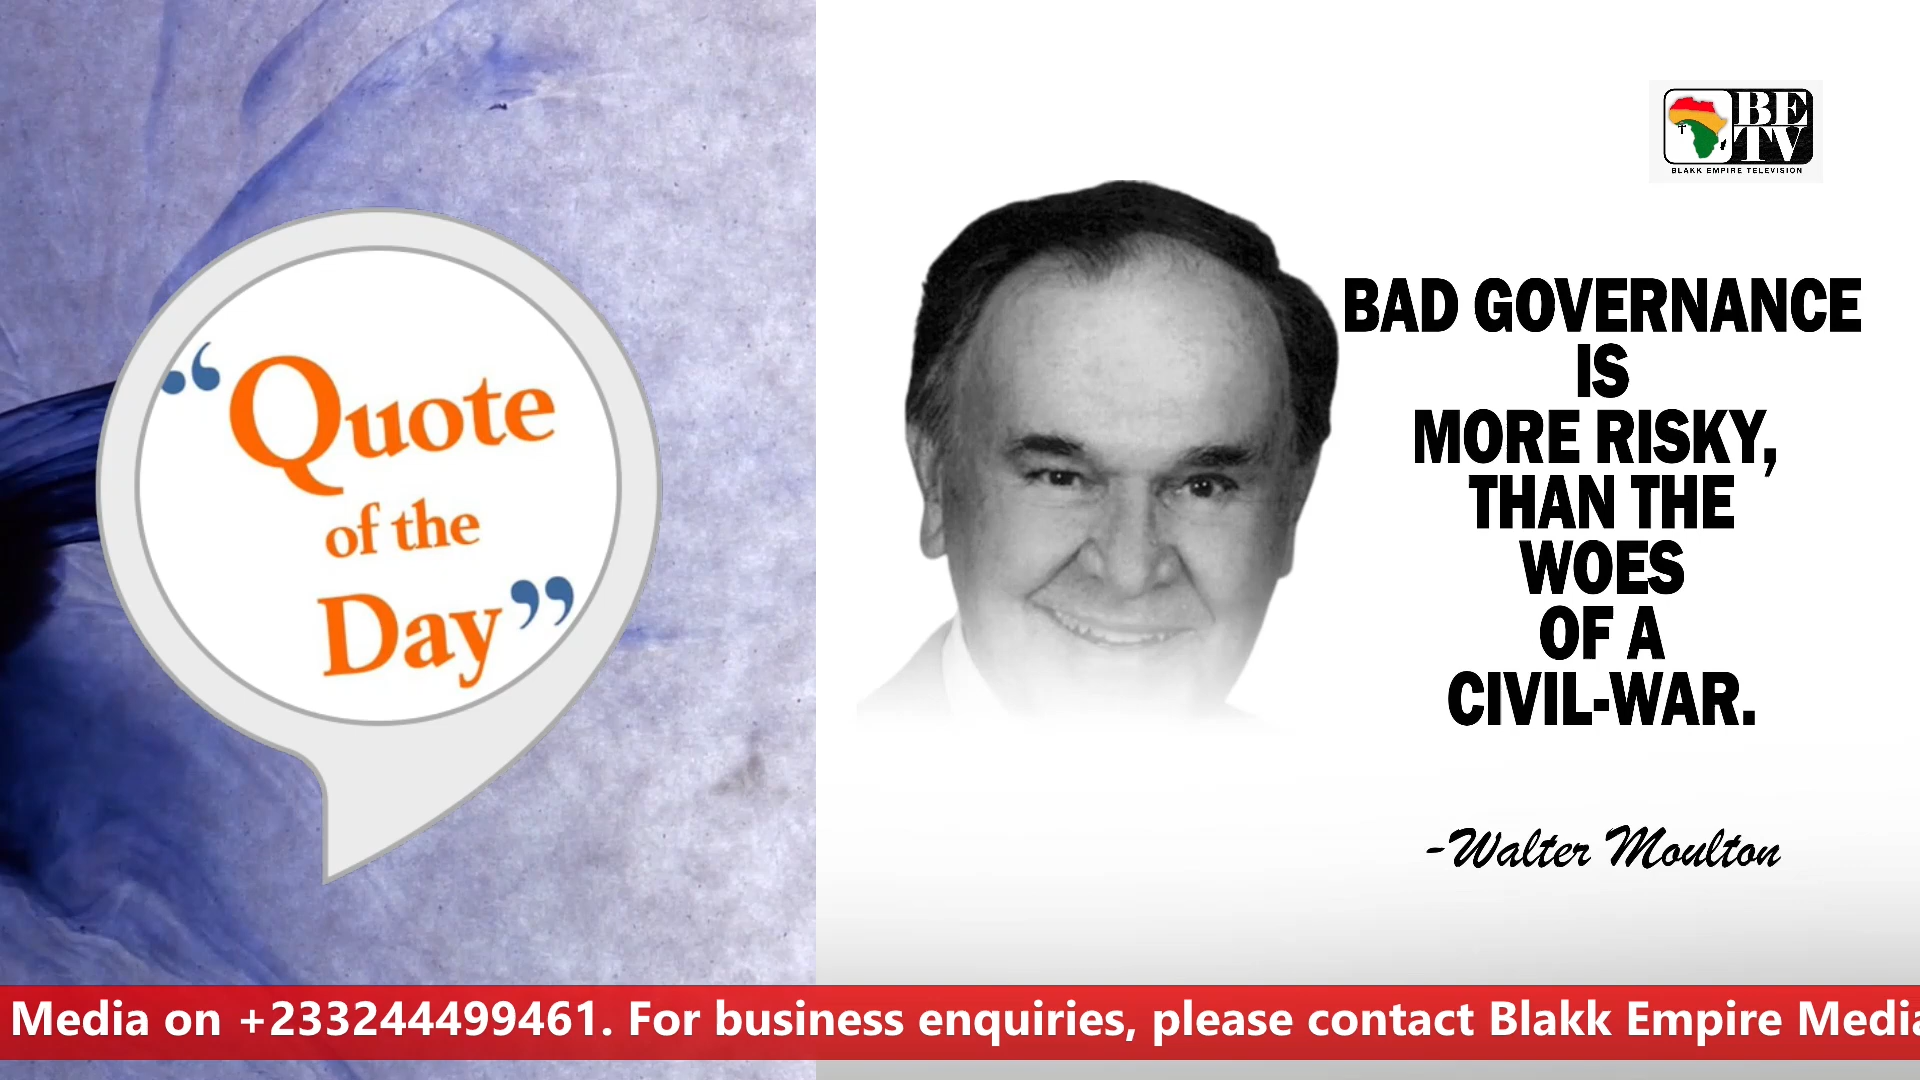 “Quote
of the
Day”
BE
TV
BLAKK EMPIRE TELEVISION
BAD GOVERNANCE
IS
MORE RISKY,
THAN THE
WOES
OF A
CIVIL-WAR.
-Walter Moulton
Media on +233244499461. For business enquiries, please contact Blakk Empire Media